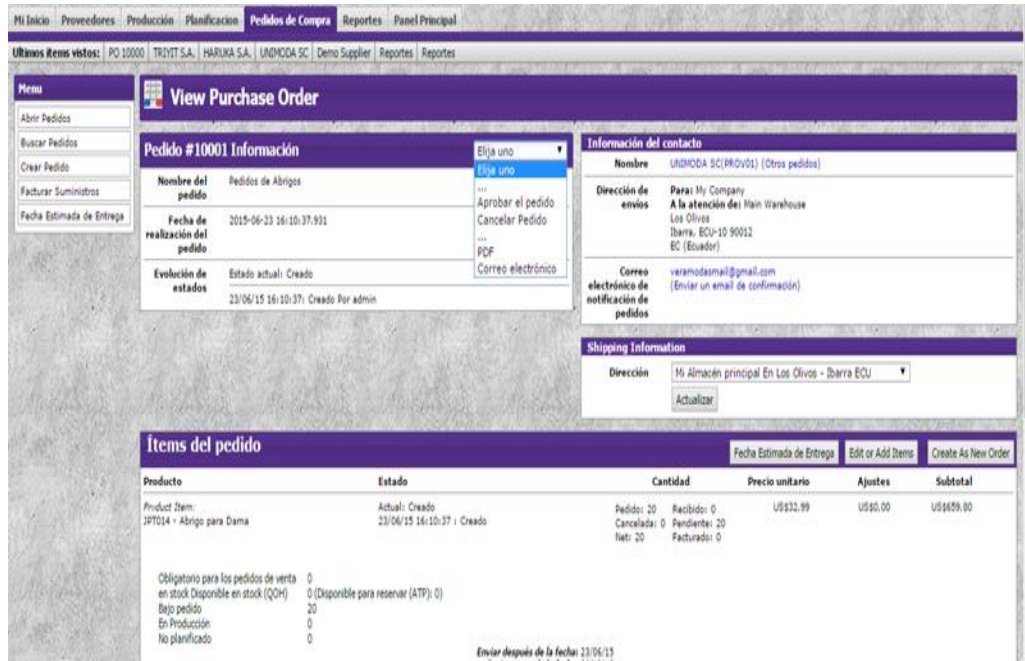 Mi Inicio Proveedores Producción Planificacion Pedidos de Compra Reportes Panel Principal
Ultimos items vistos: PO 10000 TRIVIT S.A. HARUKA S.A. UNIMODA SC Demo Supplier Reportes Reportes
Menu
Abrir Pedidos
Buscar Pedidos
Crear Pedido
Facturar Suministros
Fecha Estimada de Entrega
View Purchase Order
Pedido #10001 Información
Elija uno
Elija uno
...
Aprobar el pedido
Cancelar Pedido
...
PDF
Correo electrónico
Nombre del pedido
Pedidos de Abrigos
Fecha de realización del pedido
2015-06-23 16:10:37.931
Evolución de estados
Estado actual: Creado
23/06/15 16:10:37: Creado Por admin
Información del contacto
Nombre
UNIMODA SC(PROV01) (Otros pedidos)
Dirección de envios
Para: My Company
A la atención de: Main Warehouse
Los Olivos
Ibarra, ECU-10 90012
EC (Ecuador)
Correo electrónico de notificación de pedidos
veramodasmail@gmail.com
(Enviar un email de confirmación)
Shipping Information
Dirección
Mi Almacén principal En Los Olivos - Ibarra ECU
Actualizar
Ítems del pedido
Fecha Estimada de Entrega Edit or Add Items Create As New Order
Producto Estado Cantidad Precio unitario Ajustes Subtotal
Product Item:
JPT014 - Abrigo para Dama
Actual: Creado
23/06/15 16:10:37 : Creado
Pedido: 20 Recibido: 0
Cancelada: 0 Pendiente: 20
Net: 20 Facturado: 0
US$32.99 US$0.00 US$659.80
Obligatorio para los pedidos de venta 0
en stock Disponible en stock (QOH) 0 (Disponible para reservar (ATP): 0)
Bajo pedido 20
En Producción 0
No planificado 0
Enviar después de la fecha: 23/06/15